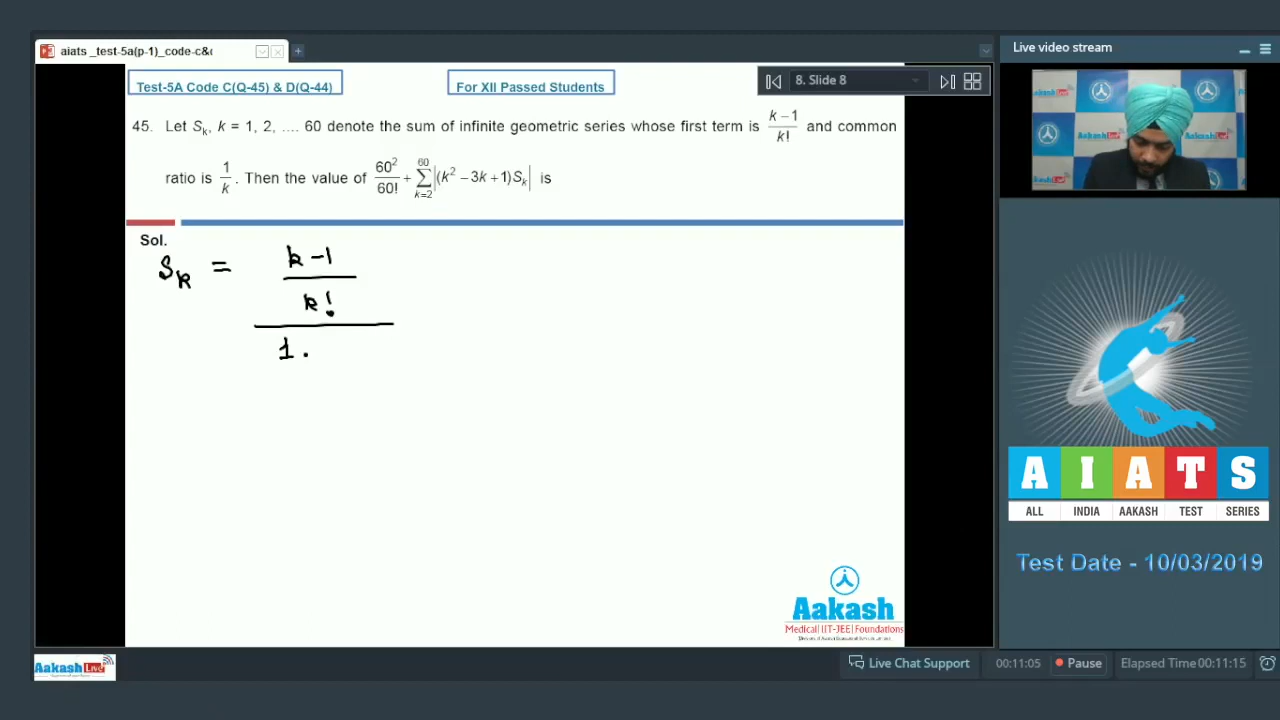 aiats _test-5a(p-1)_code-c&
Live video stream
Test-5A Code C(Q-45) & D(Q-44)
For XII Passed Students
8. Slide 8
45. Let Sk, k = 1, 2, .... 60 denote the sum of infinite geometric series whose first term is (k – 1)/k! and common
ratio is 1/k. Then the value of 60²/60! + ∑_{k=2}^{60} |(k² – 3k + 1)Sk| is
Sol.
Sk = 
k-1
k!
1.
A I A T S
ALL INDIA AAKASH TEST SERIES
Test Date - 10/03/2019
Aakash
Medical|IIT-JEE|Foundations
Aakash Live
Live Chat Support
00:11:05
Pause
Elapsed Time 00:11:15